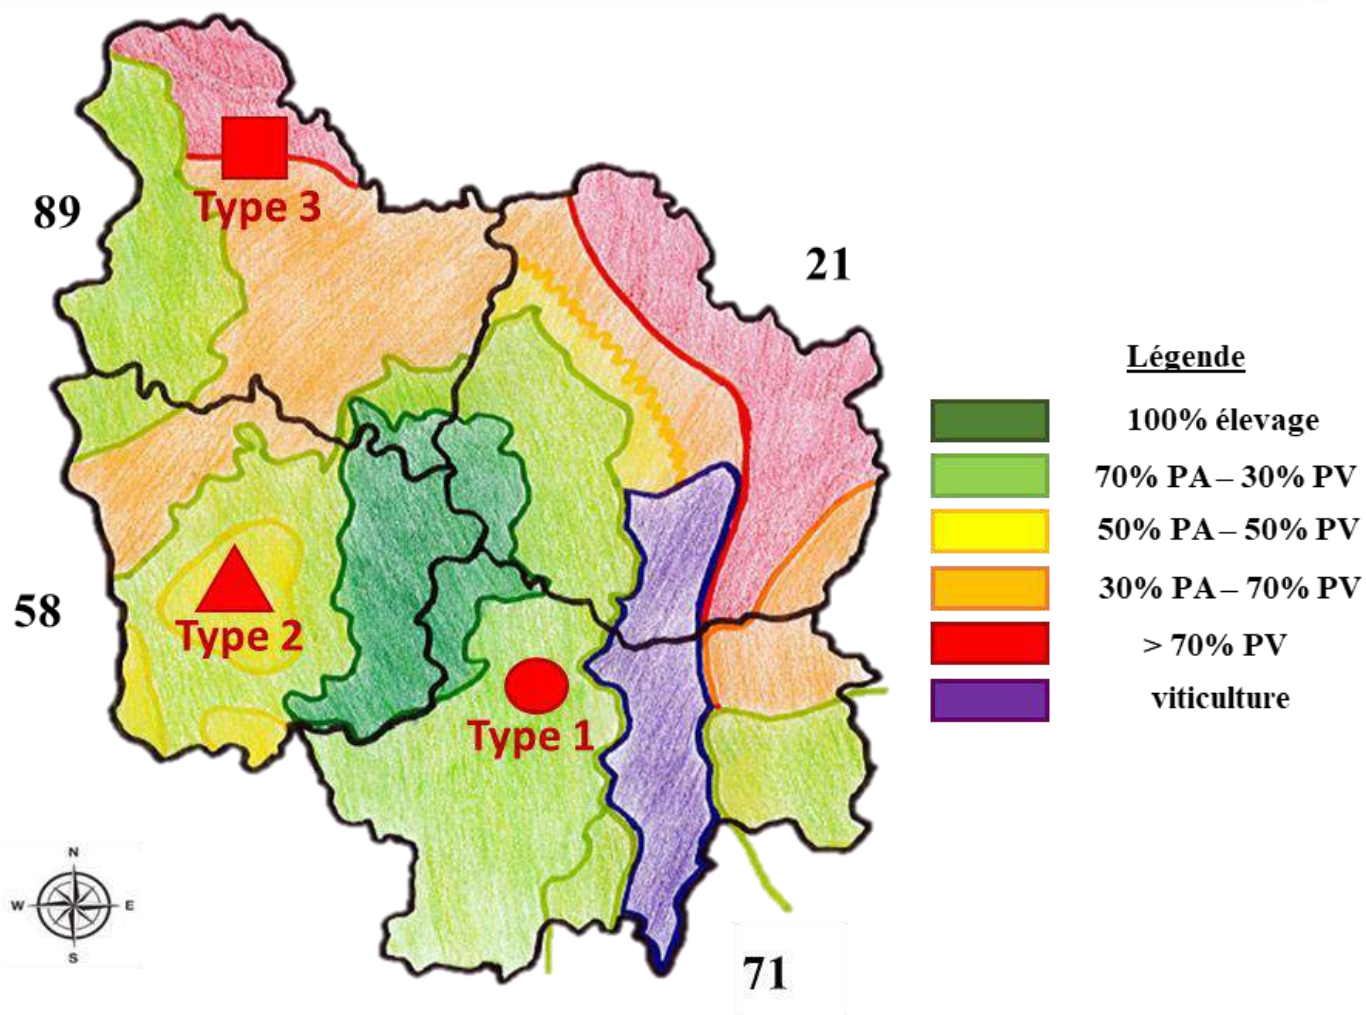 Type 3
89
21
Légende
100% élevage
70% PA – 30% PV
50% PA – 50% PV
30% PA – 70% PV
> 70% PV
viticulture
58
Type 2
Type 1
N
W
E
S
71